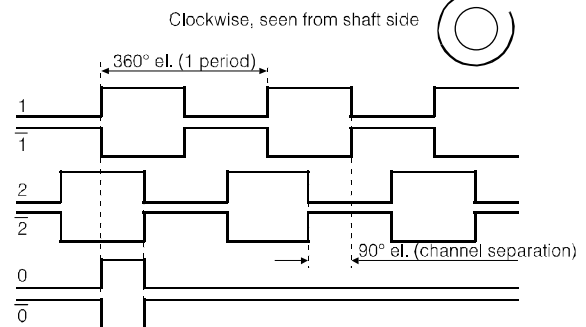 Clockwise, seen from shaft side
360° el. (1 period)
1
1̅
2
2̅
90° el. (channel separation)
0
0̅